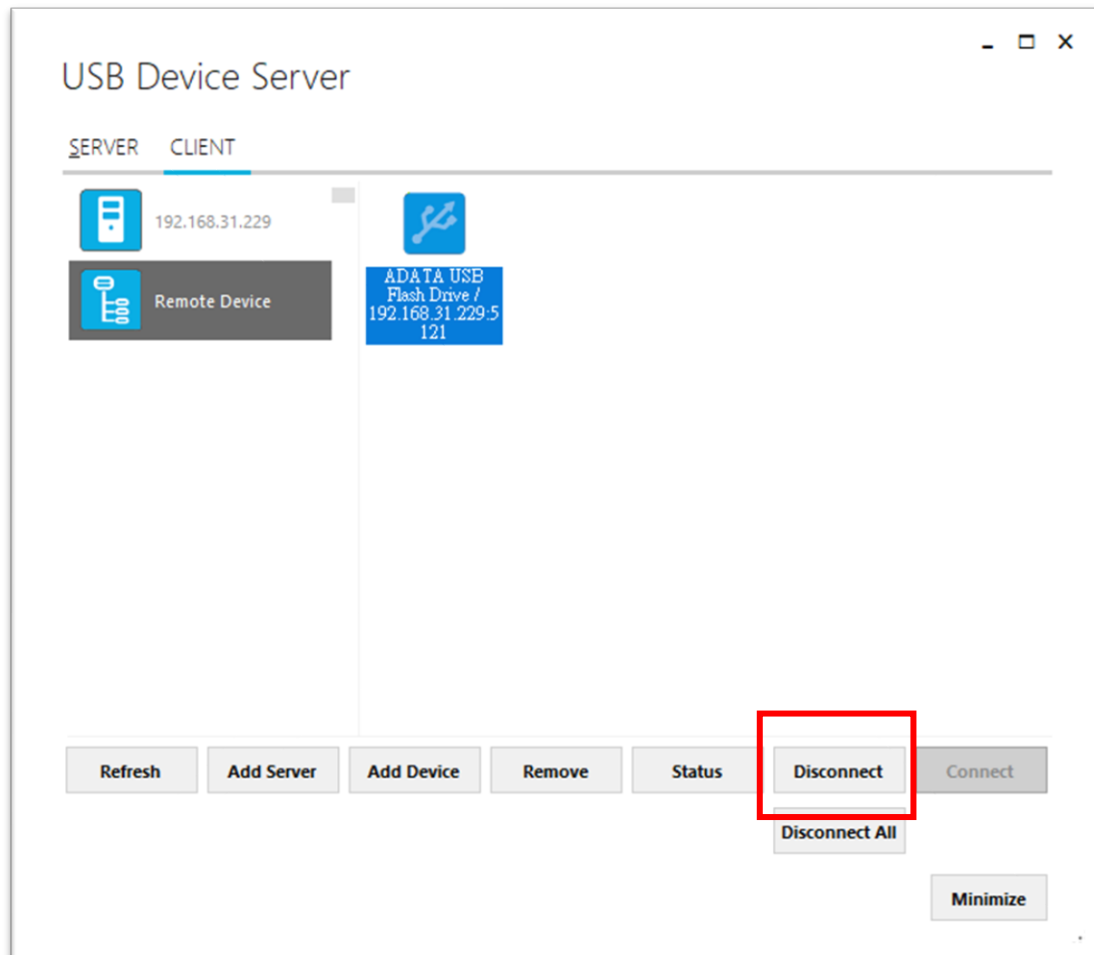 USB Device Server
SERVER CLIENT
192.168.31.229
Remote Device
ADATA USB
Flash Drive /
192.168.31.229:5
121
Refresh Add Server Add Device Remove Status Disconnect Connect
Disconnect All
Minimize